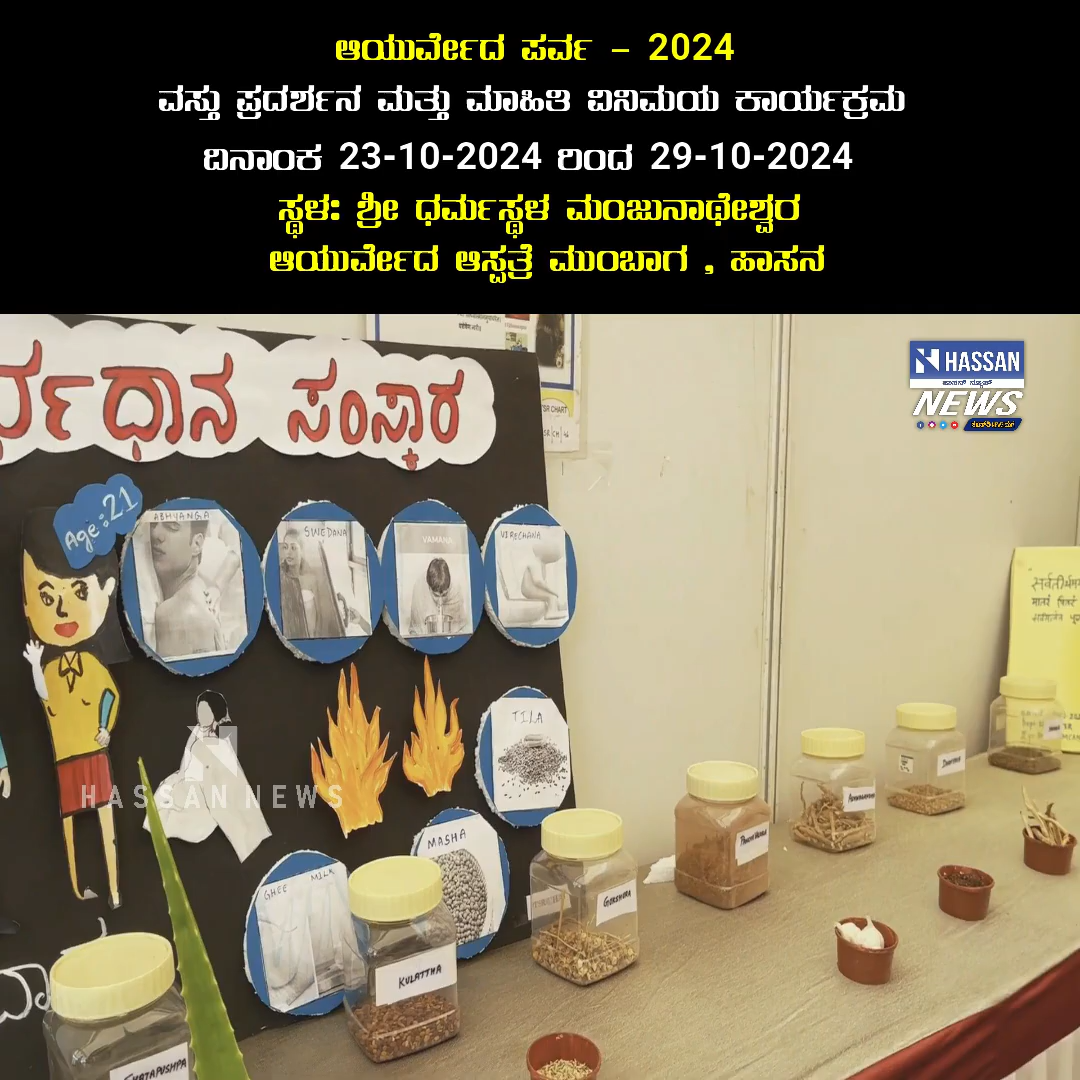 ಆಯುರ್ವೇದ ಪರ್ವ – 2024
ವಸ್ತು ಪ್ರದರ್ಶನ ಮತ್ತು ಮಾಹಿತಿ ವಿನಿಮಯ ಕಾರ್ಯಕ್ರಮ
ದಿನಾಂಕ 23-10-2024 ರಿಂದ 29-10-2024
ಸ್ಥಳ: ಶ್ರೀ ಧರ್ಮಸ್ಥಳ ಮಂಜುನಾಥೇಶ್ವರ
ಆಯುರ್ವೇದ ಆಸ್ಪತ್ರೆ ಮುಂಬಾಗ , ಹಾಸನ
HASSAN
ಹಾಸನ್ ನ್ಯೂಸ್
NEWS
ಸಂಸ್ಕಾರ
Age:21
ABHYANGA
SWEDANA
VAMANA
VIRECHANA
TILA
MASHA
GHEE MILK
HASSAN NEWS
KULATTHA
GOKSHURA